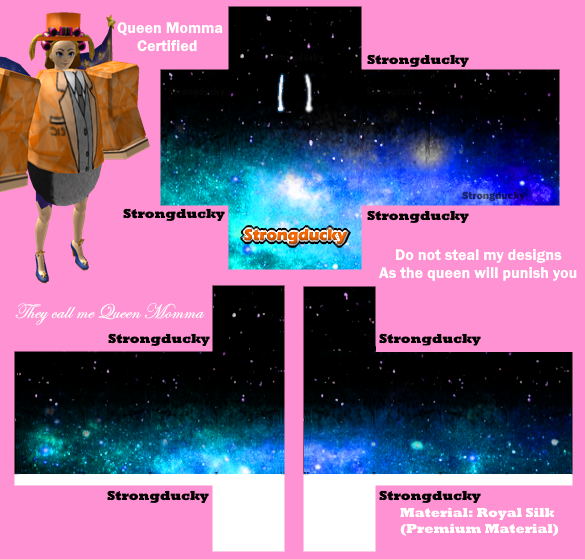 Queen Momma
Certified
Strongducky
Strongducky
Strongducky
Strongducky
Strongducky
Do not steal my designs
As the queen will punish you
They call me Queen Momma
Strongducky
Strongducky
Strongducky
Strongducky
Material: Royal Silk
(Premium Material)